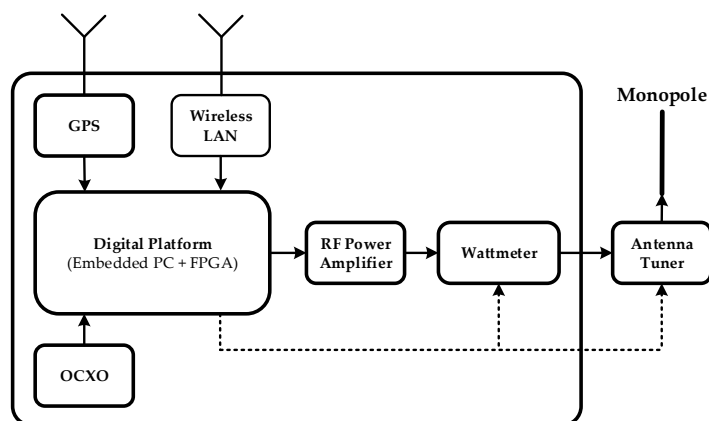 Monopole
GPS
Wireless
LAN
Digital Platform
(Embedded PC + FPGA)
RF Power
Amplifier
Wattmeter
Antenna
Tuner
OCXO